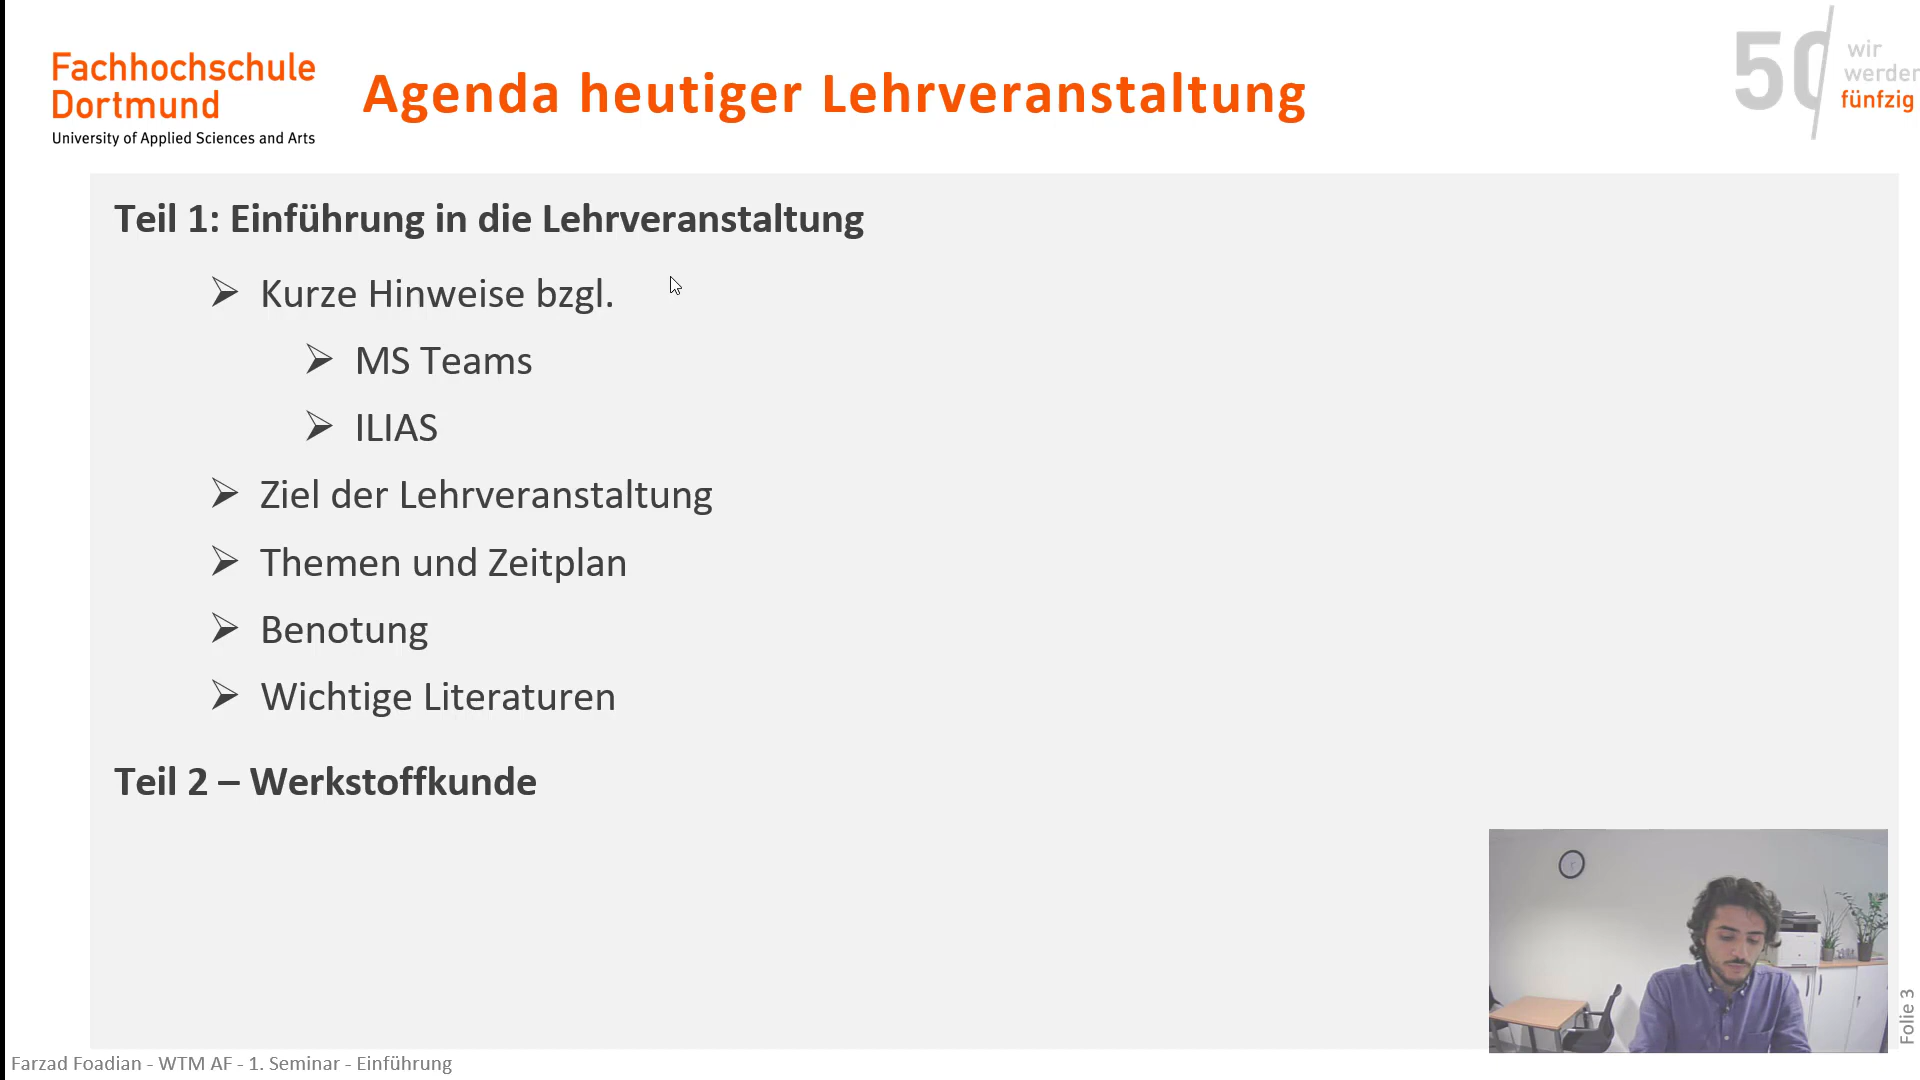 Fachhochschule
Dortmund
University of Applied Sciences and Arts
Agenda heutiger Lehrveranstaltung
50
wir
werden
fünfzig
Teil 1: Einführung in die Lehrveranstaltung
Kurze Hinweise bzgl.
MS Teams
ILIAS
Ziel der Lehrveranstaltung
Themen und Zeitplan
Benotung
Wichtige Literaturen
Teil 2 – Werkstoffkunde
Farzad Foadian - WTM AF - 1. Seminar - Einführung
Folie 3